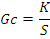 Gc = K/S